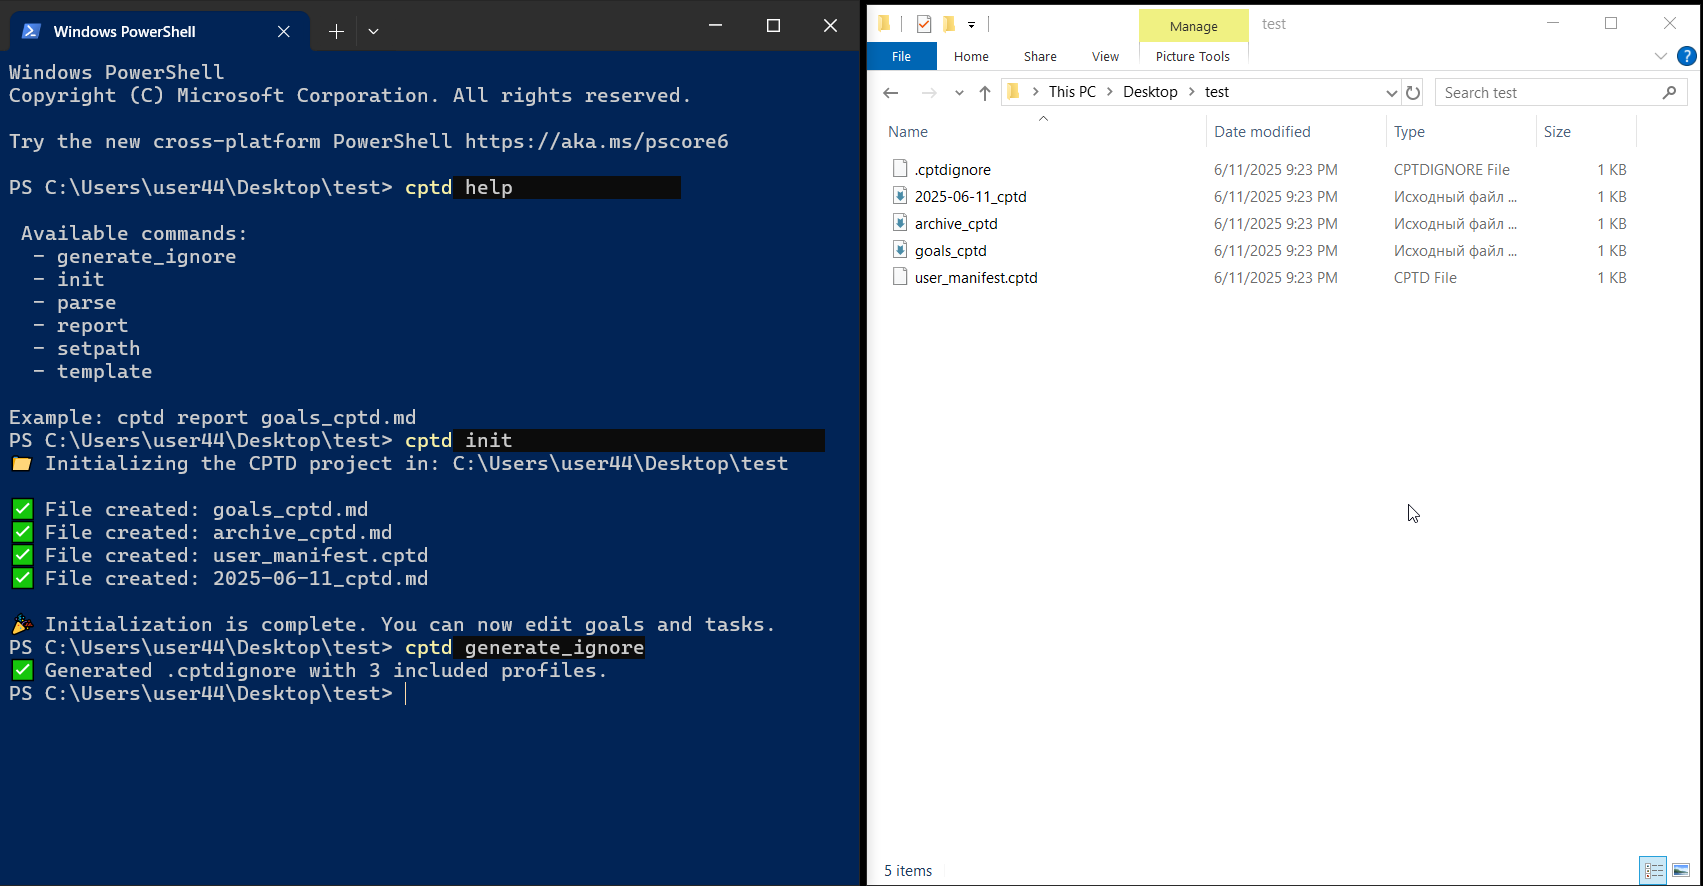 Windows PowerShell
Windows PowerShell
Copyright (C) Microsoft Corporation. All rights reserved.
Try the new cross-platform PowerShell https://aka.ms/pscore6
PS C:\Users\user44\Desktop\test> cptd help
Available commands:
- generate_ignore
- init
- parse
- report
- setpath
- template
Example: cptd report goals_cptd.md
PS C:\Users\user44\Desktop\test> cptd init
Initializing the CPTD project in: C:\Users\user44\Desktop\test
File created: goals_cptd.md
File created: archive_cptd.md
File created: user_manifest.cptd
File created: 2025-06-11_cptd.md
Initialization is complete. You can now edit goals and tasks.
PS C:\Users\user44\Desktop\test> cptd generate_ignore
Generated .cptdignore with 3 included profiles.
PS C:\Users\user44\Desktop\test>
Manage test
File Home Share View Picture Tools ?
This PC > Desktop > test Search test
Name Date modified Type Size
.cptdignore 6/11/2025 9:23 PM CPTDIGNORE File 1 KB
2025-06-11_cptd 6/11/2025 9:23 PM Исходный файл ... 1 KB
archive_cptd 6/11/2025 9:23 PM Исходный файл ... 1 KB
goals_cptd 6/11/2025 9:23 PM Исходный файл ... 1 KB
user_manifest.cptd 6/11/2025 9:23 PM CPTD File 1 KB
5 items